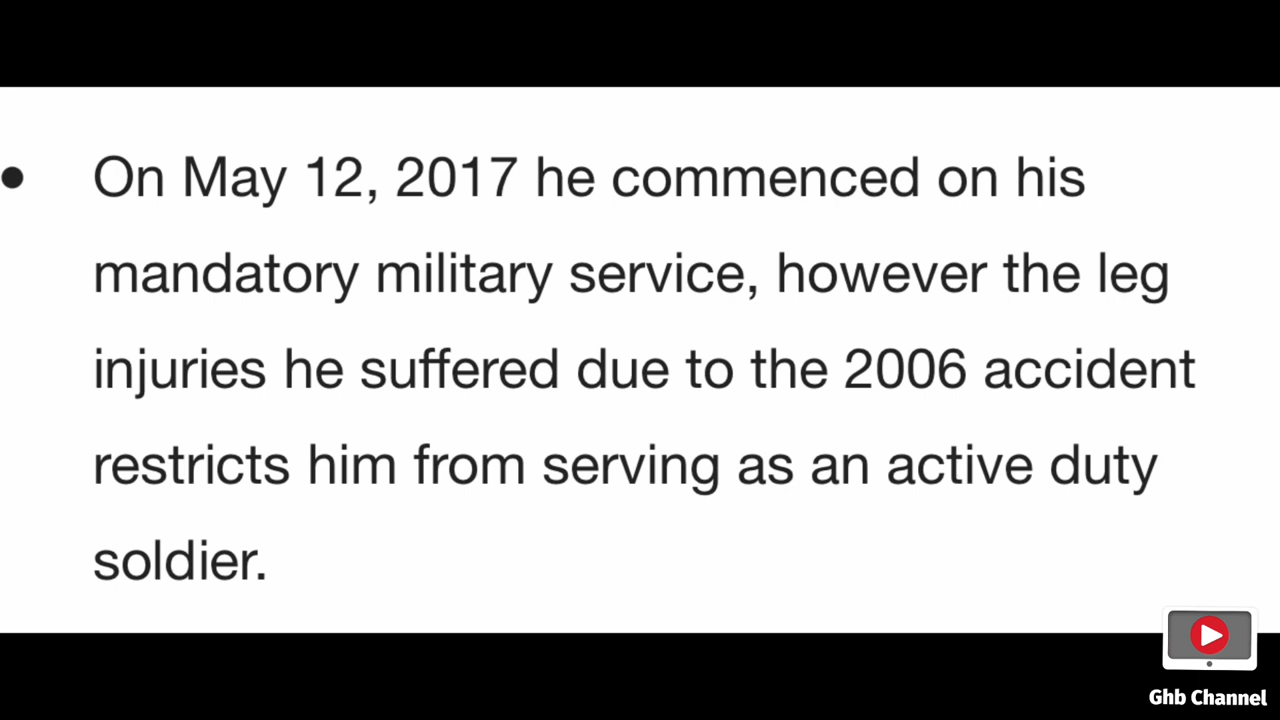 • On May 12, 2017 he commenced on his
mandatory military service, however the leg
injuries he suffered due to the 2006 accident
restricts him from serving as an active duty
soldier.
Ghb Channel